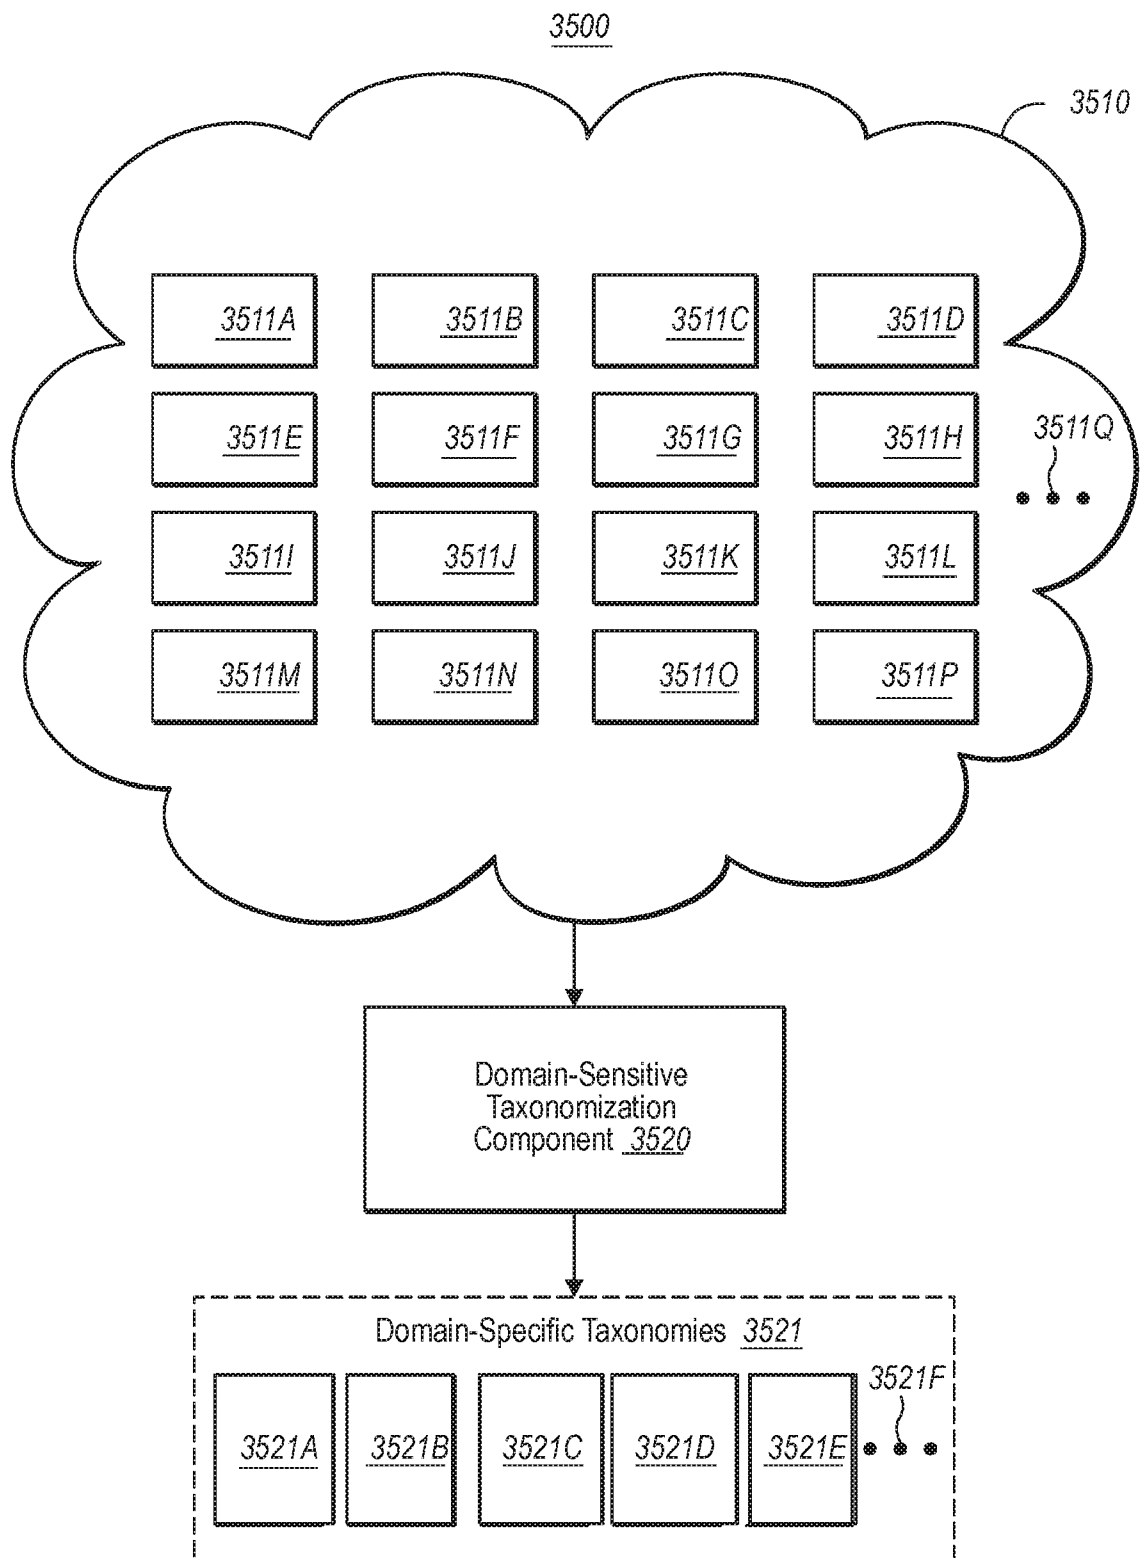 3500
3510
3511A 3511B 3511C 3511D
3511E 3511F 3511G 3511H
3511Q
3511I 3511J 3511K 3511L
3511M 3511N 3511O 3511P
Domain-Sensitive
Taxonomization
Component 3520
Domain-Specific Taxonomies 3521
3521F
3521A 3521B 3521C 3521D 3521E